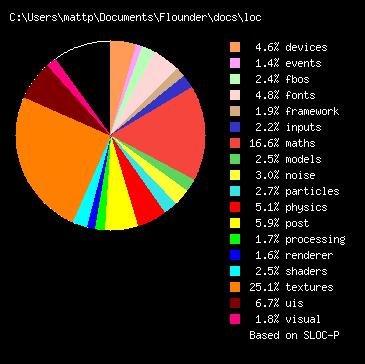 C:\Users\mattp\Documents\Flounder\docs\loc
4.6% devices
1.4% events
2.4% fbos
4.8% fonts
1.9% framework
2.2% inputs
16.6% maths
2.5% models
3.0% noise
2.7% particles
5.1% physics
5.9% post
1.7% processing
1.6% renderer
2.5% shaders
25.1% textures
6.7% uis
1.8% visual
Based on SLOC-P